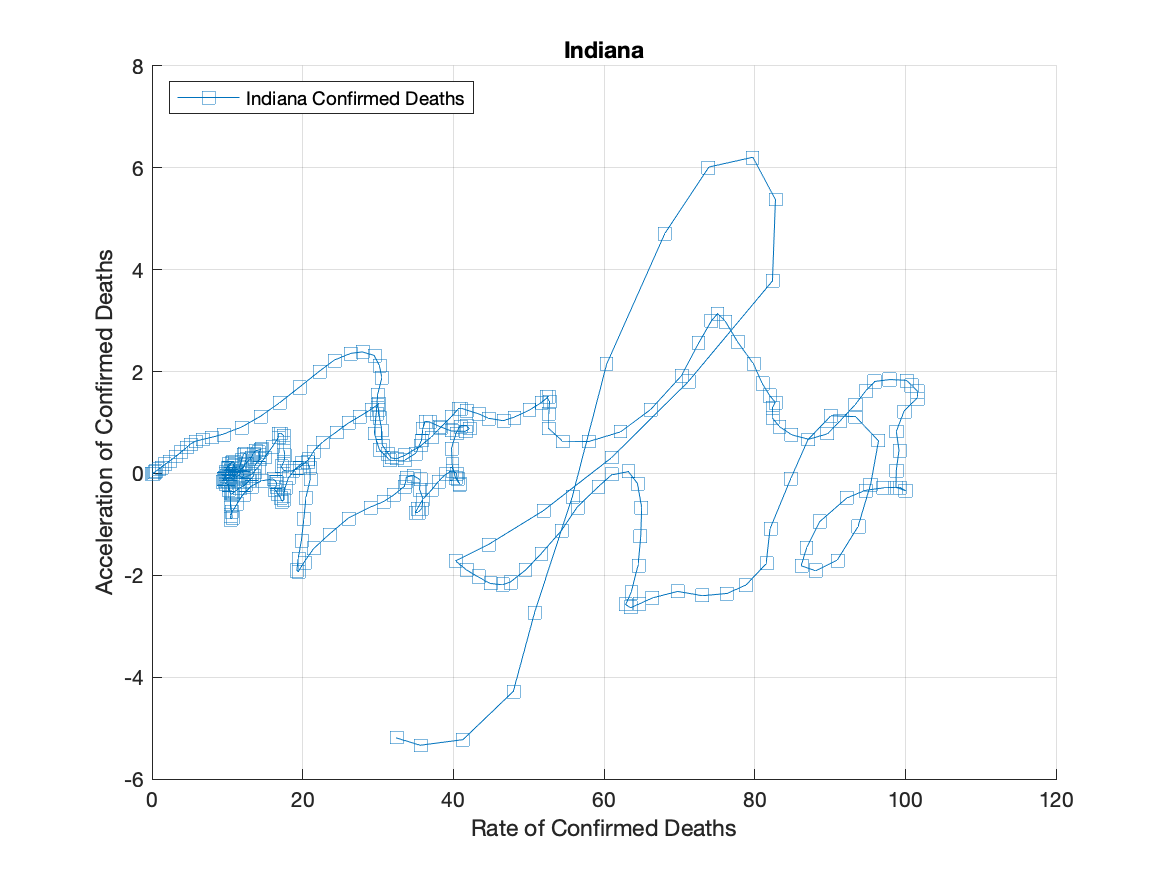 Indiana
Indiana Confirmed Deaths
Acceleration of Confirmed Deaths
8
6
4
2
0
-2
-4
-6
0 20 40 60 80 100 120
Rate of Confirmed Deaths